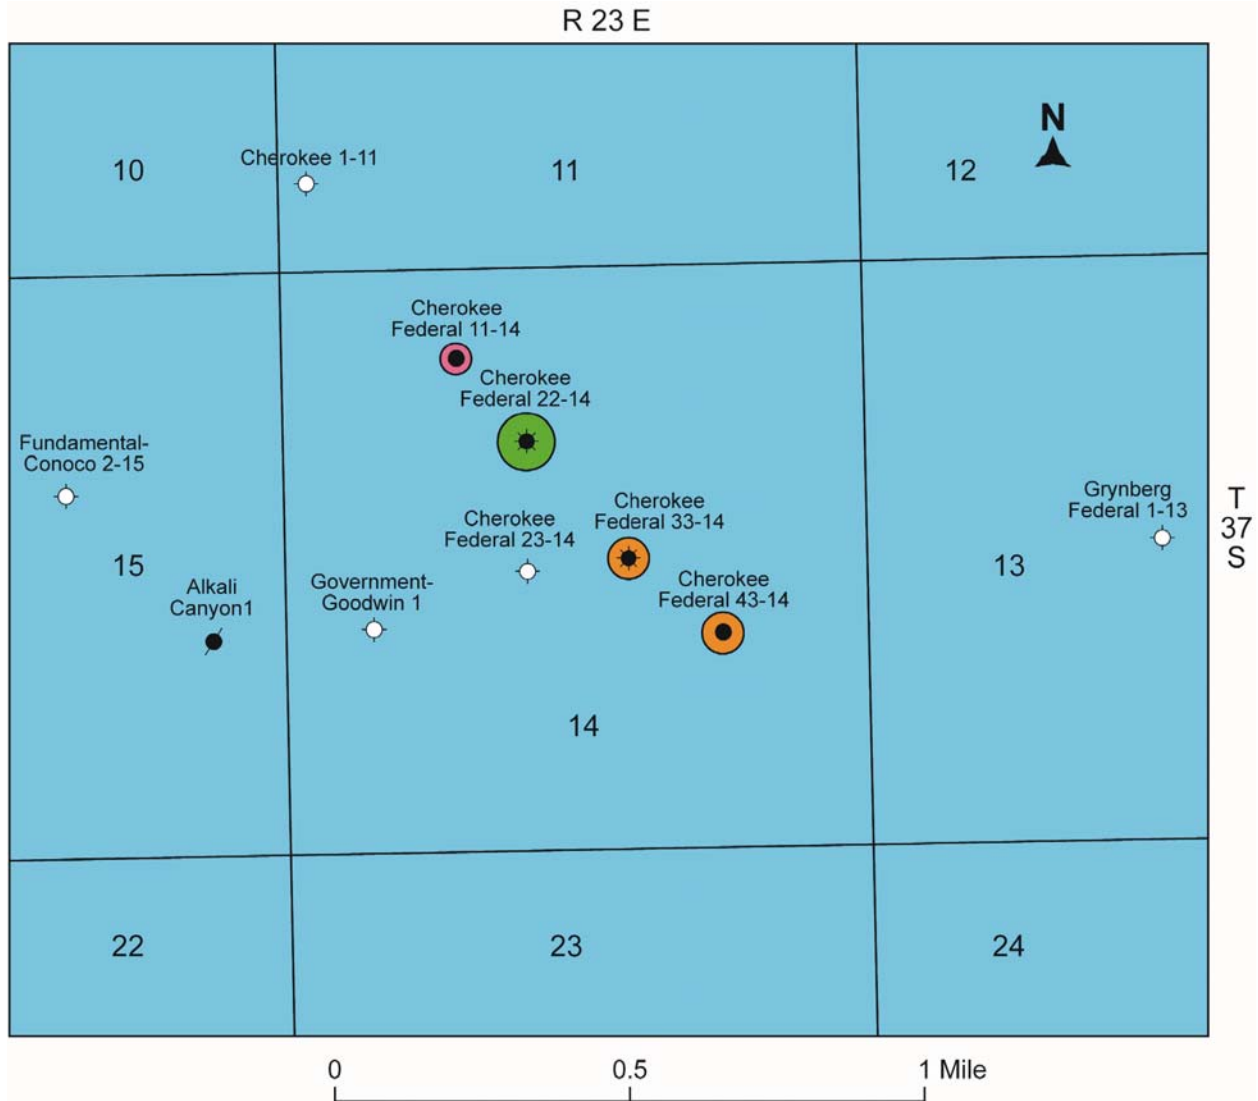 R 23 E
N
10
Cherokee 1-11
11
12
Cherokee
Federal 11-14
Cherokee
Federal 22-14
Fundamental-
Conoco 2-15
Cherokee
Federal 33-14
Cherokee
Federal 23-14
Grynberg
Federal 1-13
T
37
S
15
13
Alkali
Canyon1
Government-
Goodwin 1
Cherokee
Federal 43-14
14
22
23
24
0
0.5
1 Mile